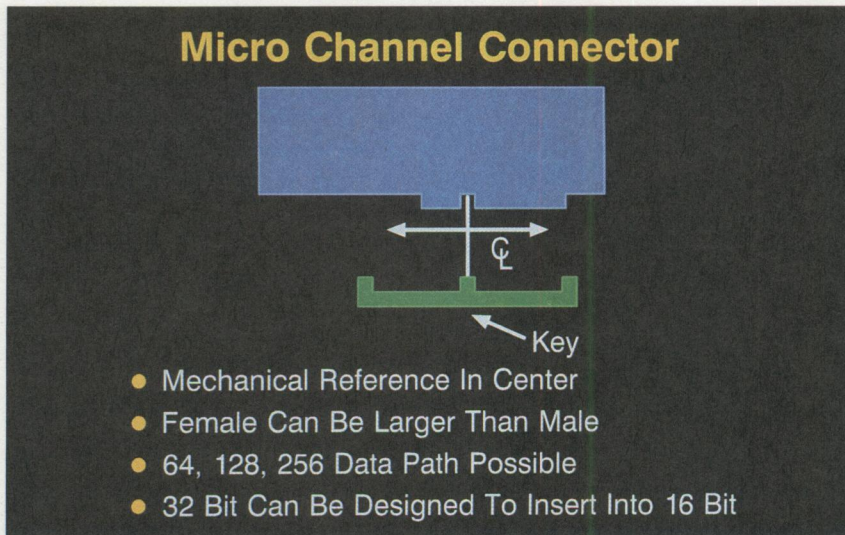 Micro Channel Connector
℄
Key
• Mechanical Reference In Center
• Female Can Be Larger Than Male
• 64, 128, 256 Data Path Possible
• 32 Bit Can Be Designed To Insert Into 16 Bit